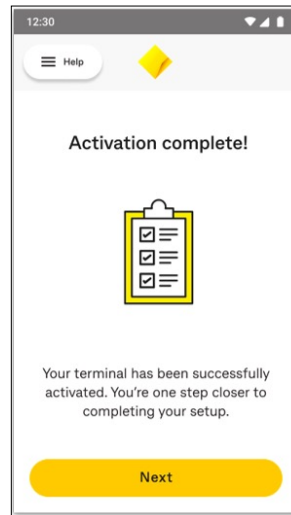 12:30
Help
Activation complete!
Your terminal has been successfully
activated. You're one step closer to
completing your setup.
Next